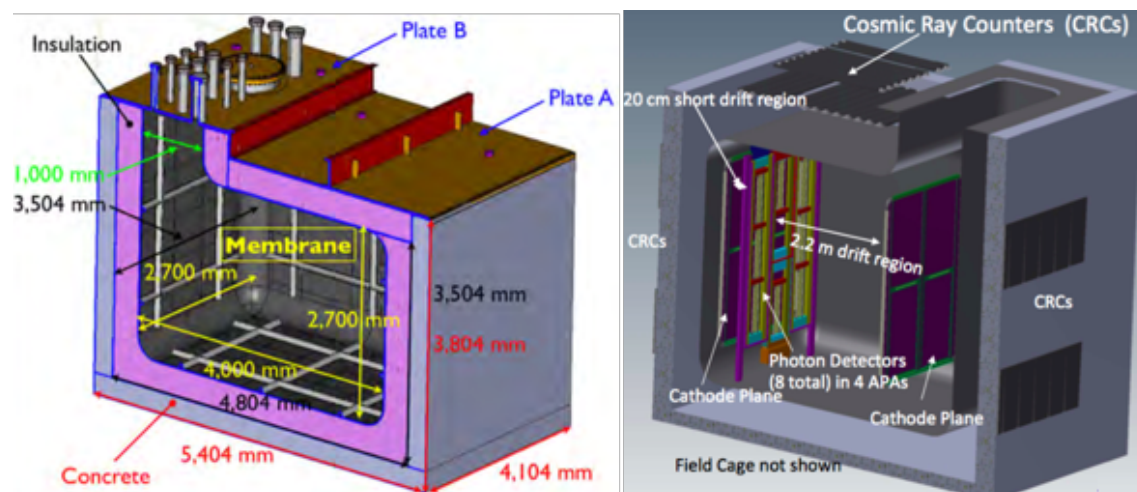 Insulation
Plate B
Plate A
1,000 mm
3,504 mm
Membrane
2,700 mm
3,504 mm
2,700 mm
3,804 mm
4,000 mm
4,804 mm
5,404 mm
4,104 mm
Concrete
Cosmic Ray Counters (CRCs)
20 cm short drift region
CRCs
2.2 m drift region
CRCs
Photon Detectors
(8 total) in 4 APAs
Cathode Plane
Cathode Plane
Field Cage not shown